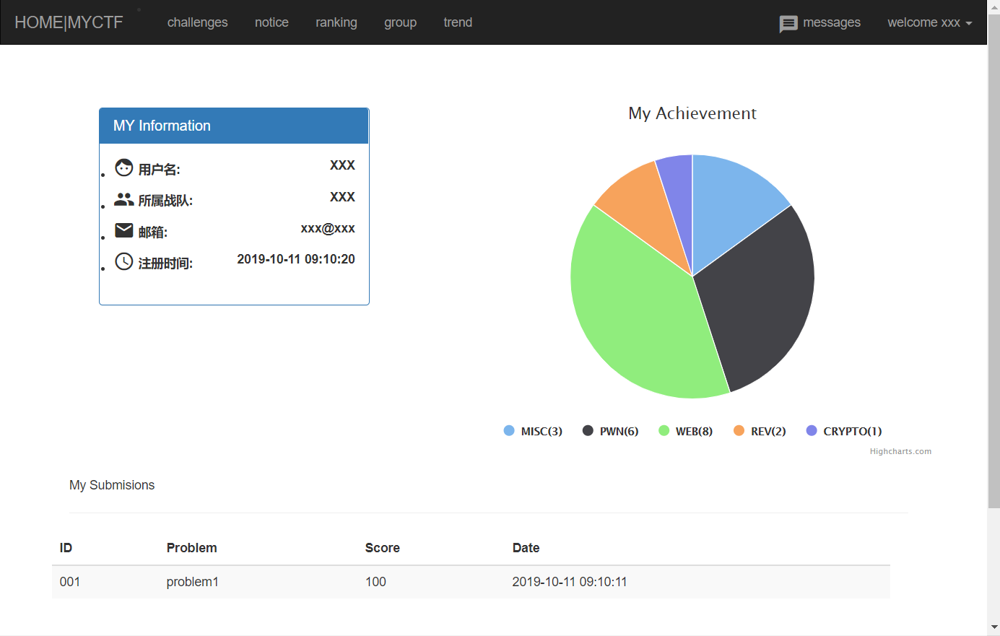 HOME|MYCTF challenges notice ranking group trend messages welcome xxx
MY Information
用户名: XXX
所属战队: XXX
邮箱: xxx@xxx
注册时间: 2019-10-11 09:10:20
My Achievement
MISC(3) PWN(6) WEB(8) REV(2) CRYPTO(1)
Highcharts.com
My Submisions
ID Problem Score Date
001 problem1 100 2019-10-11 09:10:11